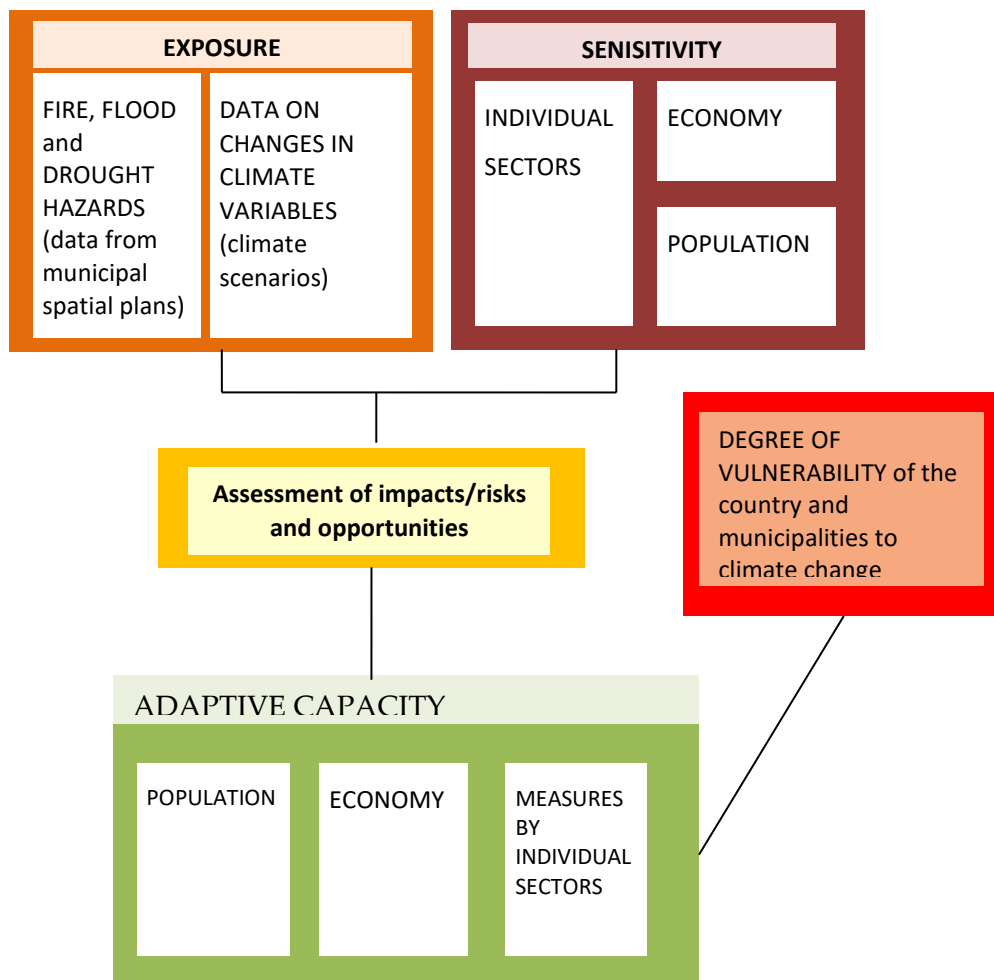 EXPOSURE
FIRE, FLOOD
and
DROUGHT
HAZARDS
(data from
municipal
spatial plans)
DATA ON
CHANGES IN
CLIMATE
VARIABLES
(climate
scenarios)
SENISITIVITY
INDIVIDUAL
SECTORS
ECONOMY
POPULATION
Assessment of impacts/risks
and opportunities
DEGREE OF
VULNERABILITY of the
country and
municipalities to
climate change
ADAPTIVE CAPACITY
POPULATION
ECONOMY
MEASURES
BY
INDIVIDUAL
SECTORS